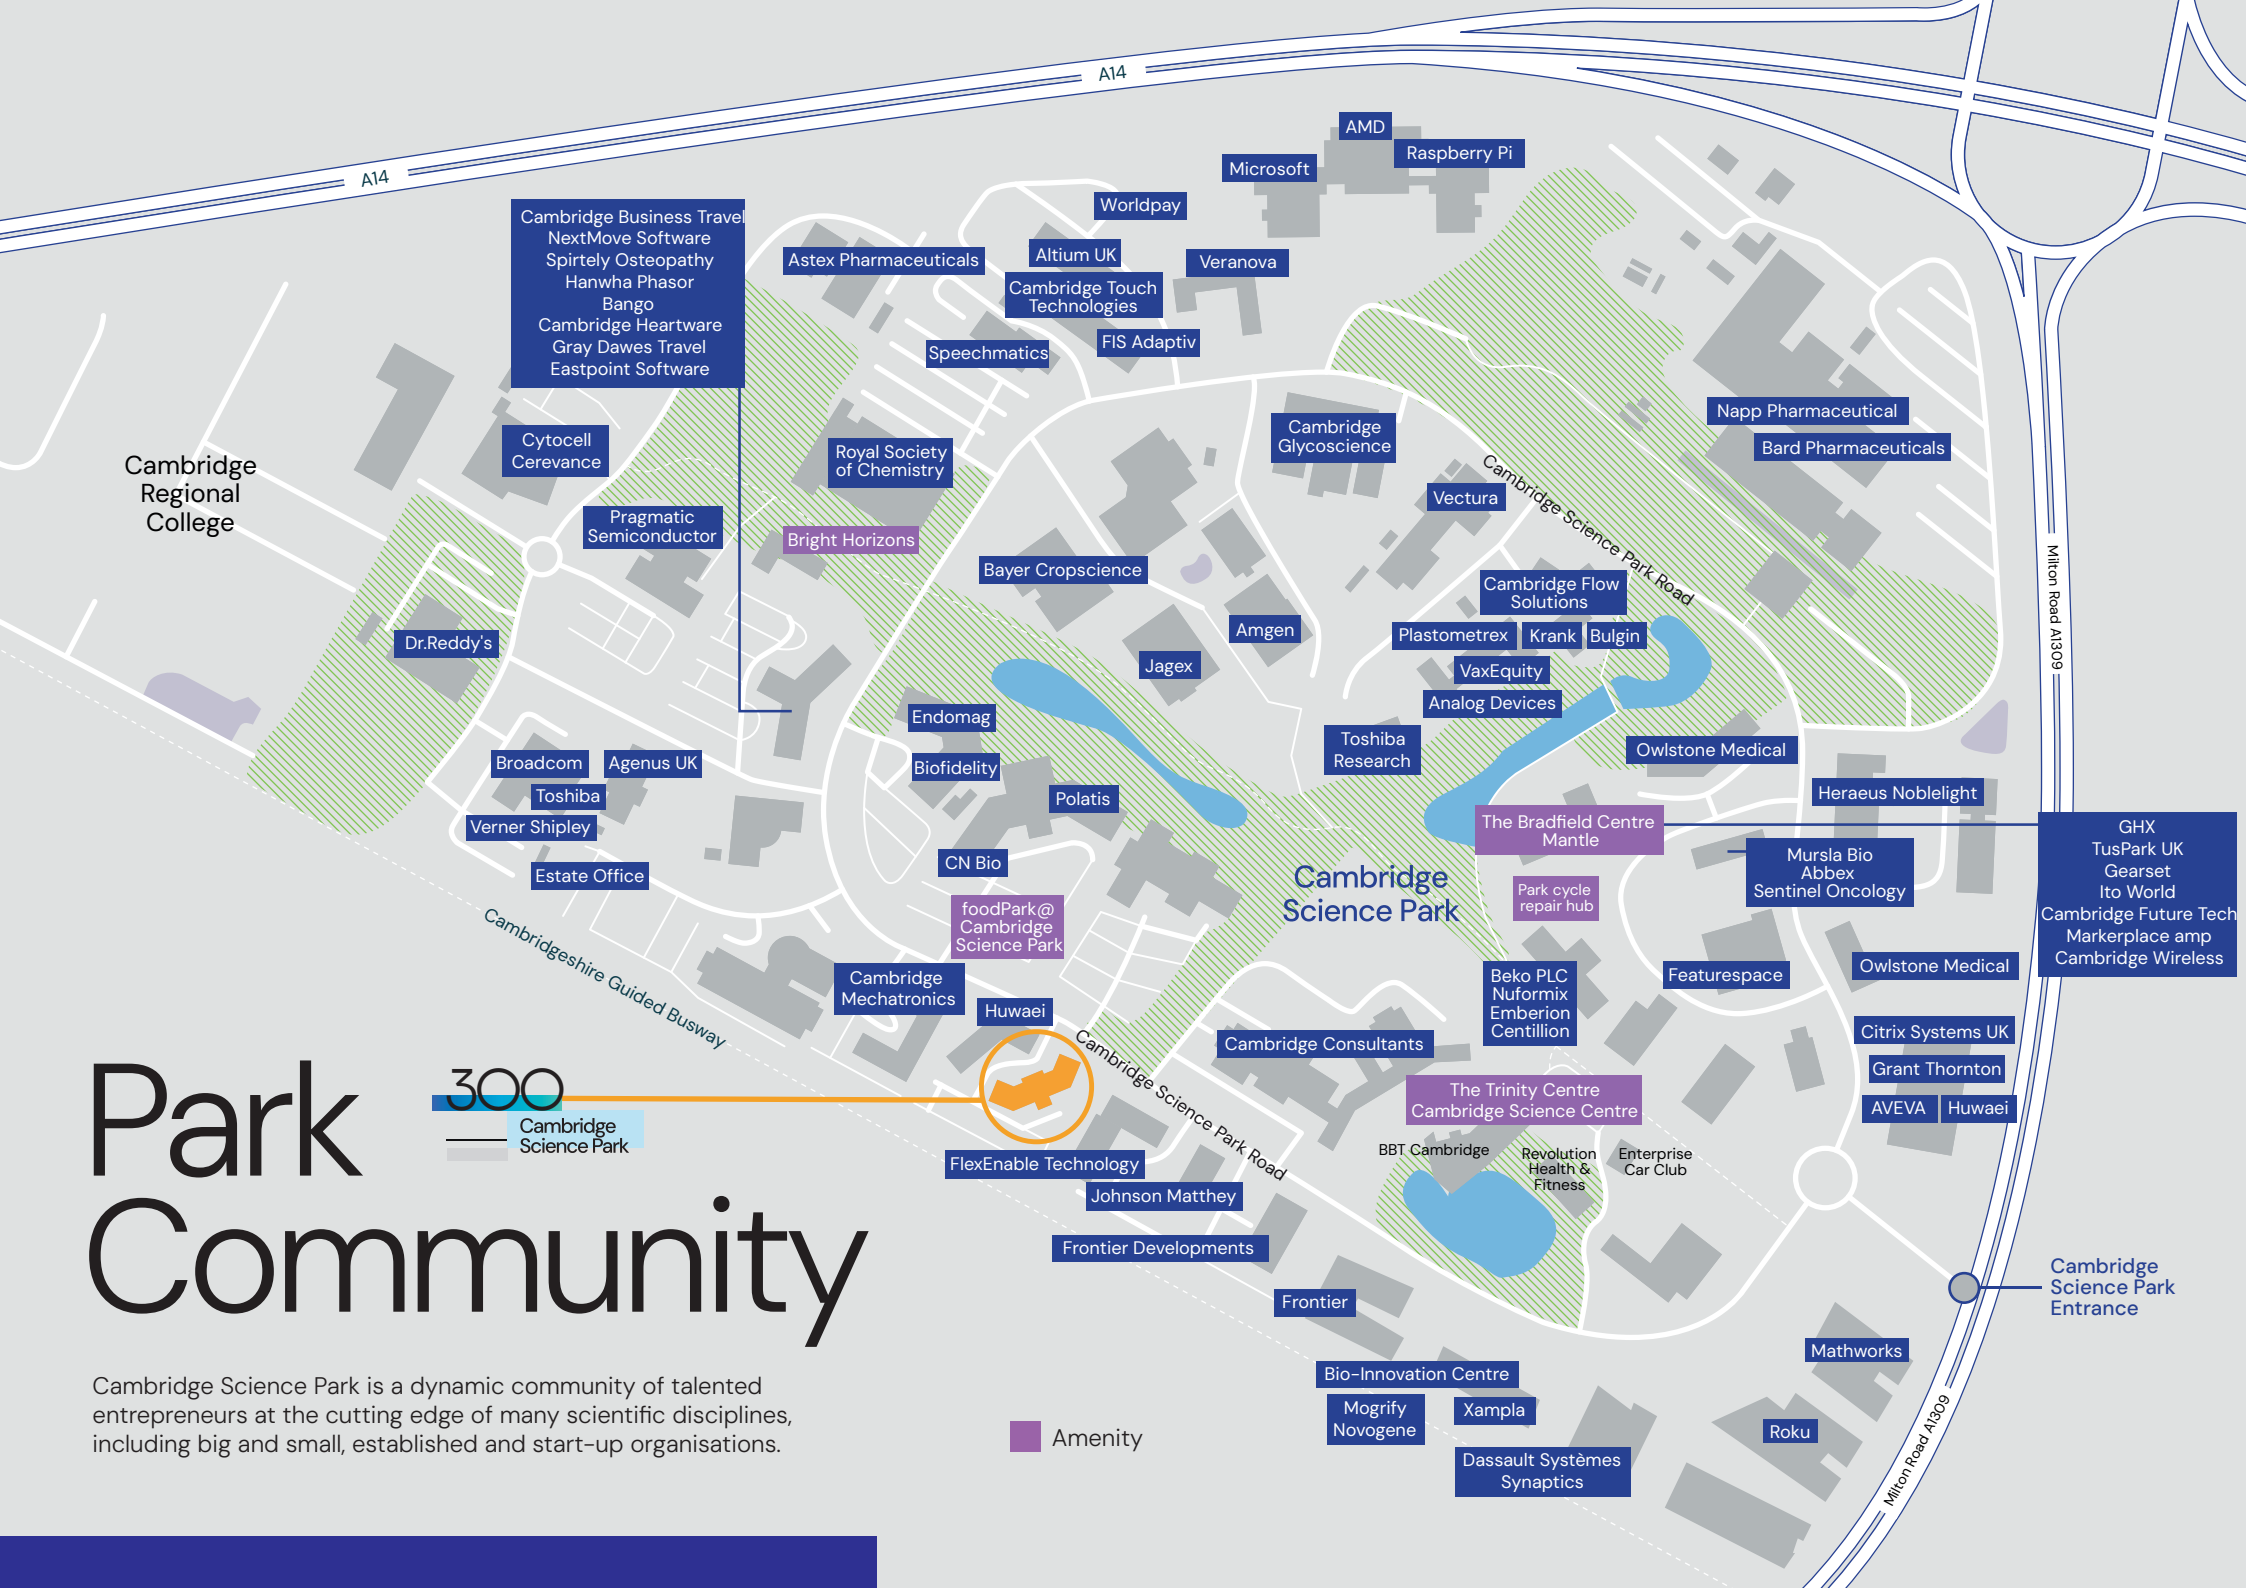 A14
A14
AMD
Raspberry Pi
Microsoft
Worldpay
Cambridge Business Travel
NextMove Software
Spirtely Osteopathy
Hanwha Phasor
Bango
Cambridge Heartware
Gray Dawes Travel
Eastpoint Software
Astex Pharmaceuticals
Altium UK
Veranova
Cambridge Touch
Technologies
FIS Adaptiv
Speechmatics
Napp Pharmaceutical
Bard Pharmaceuticals
Cambridge
Glycoscience
Cytocell
Cerevance
Royal Society
of Chemistry
Cambridge
Regional
College
Vectura
Cambridge Science Park Road
Pragmatic
Semiconductor
Bright Horizons
Bayer Cropscience
Milton Road A1309
Cambridge Flow
Solutions
Amgen
Plastometrex
Krank
Bulgin
Dr.Reddy's
Jagex
VaxEquity
Analog Devices
Endomag
Toshiba
Research
Owlstone Medical
Broadcom
Agenus UK
Biofidelity
Toshiba
Polatis
Heraeus Noblelight
Verner Shipley
The Bradfield Centre
Mantle
GHX
TusPark UK
Gearset
Ito World
Cambridge Future Tech
Markerplace amp
Cambridge Wireless
Estate Office
CN Bio
Mursla Bio
Abbex
Sentinel Oncology
Cambridge
Science Park
Park cycle
repair hub
foodPark@
Cambridge
Science Park
Cambridgeshire Guided Busway
Cambridge
Mechatronics
Beko PLC
Nuformix
Emberion
Centillion
Featurespace
Owlstone Medical
Huwaei
Cambridge Science Park Road
Cambridge Consultants
Citrix Systems UK
Grant Thornton
AVEVA
Huwaei
The Trinity Centre
Cambridge Science Centre
BBT Cambridge
Revolution
Health &
Fitness
Enterprise
Car Club
300
Cambridge
Science Park
FlexEnable Technology
Johnson Matthey
Frontier Developments
Frontier
Cambridge
Science Park
Entrance
Mathworks
Bio-Innovation Centre
Mogrify
Novogene
Xampla
Roku
Milton Road A1309
Dassault Systèmes
Synaptics
Park
Community
Cambridge Science Park is a dynamic community of talented
entrepreneurs at the cutting edge of many scientific disciplines,
including big and small, established and start-up organisations.
Amenity